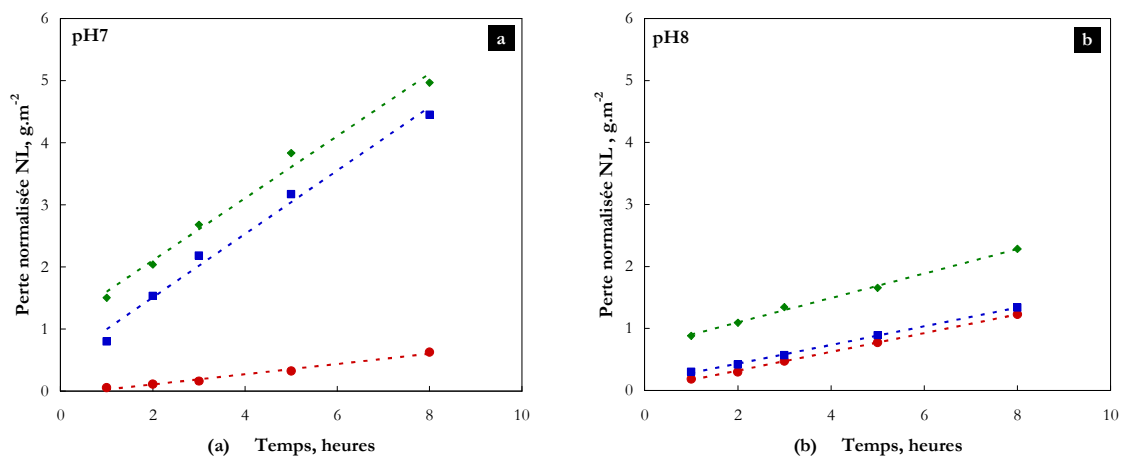 pH7
a
Perte normalisée NL, g.m-2
6
5
4
3
2
1
0
0 2 4 6 8 10
(a) Temps, heures
pH8
b
Perte normalisée NL , g.m-2
6
5
4
3
2
1
0
0 2 4 6 8 10
(b) Temps, heures